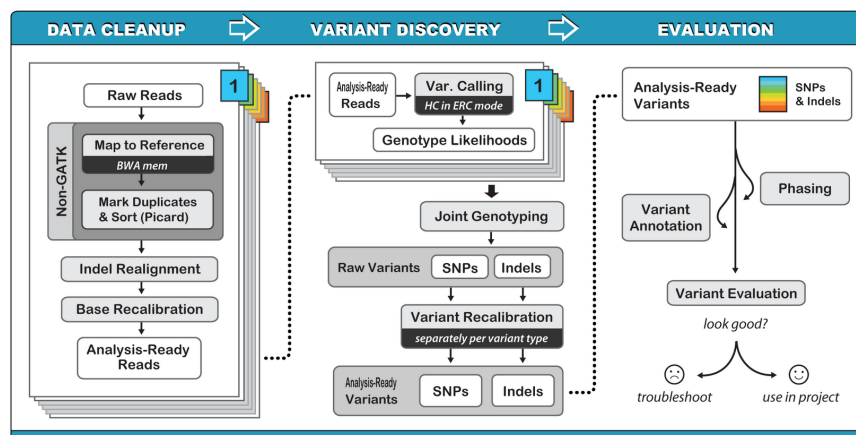 DATA CLEANUP
VARIANT DISCOVERY
EVALUATION
1
Raw Reads
Non-GATK
Map to Reference
BWA mem
Mark Duplicates
& Sort (Picard)
Indel Realignment
Base Recalibration
Analysis-Ready
Reads
1
Analysis-Ready
Reads
Var. Calling
HC in ERC mode
Genotype Likelihoods
Joint Genotyping
Raw Variants
SNPs
Indels
Variant Recalibration
separately per variant type
Analysis-Ready
Variants
SNPs
Indels
Analysis-Ready
Variants
SNPs
& Indels
Phasing
Variant
Annotation
Variant Evaluation
look good?
troubleshoot
use in project